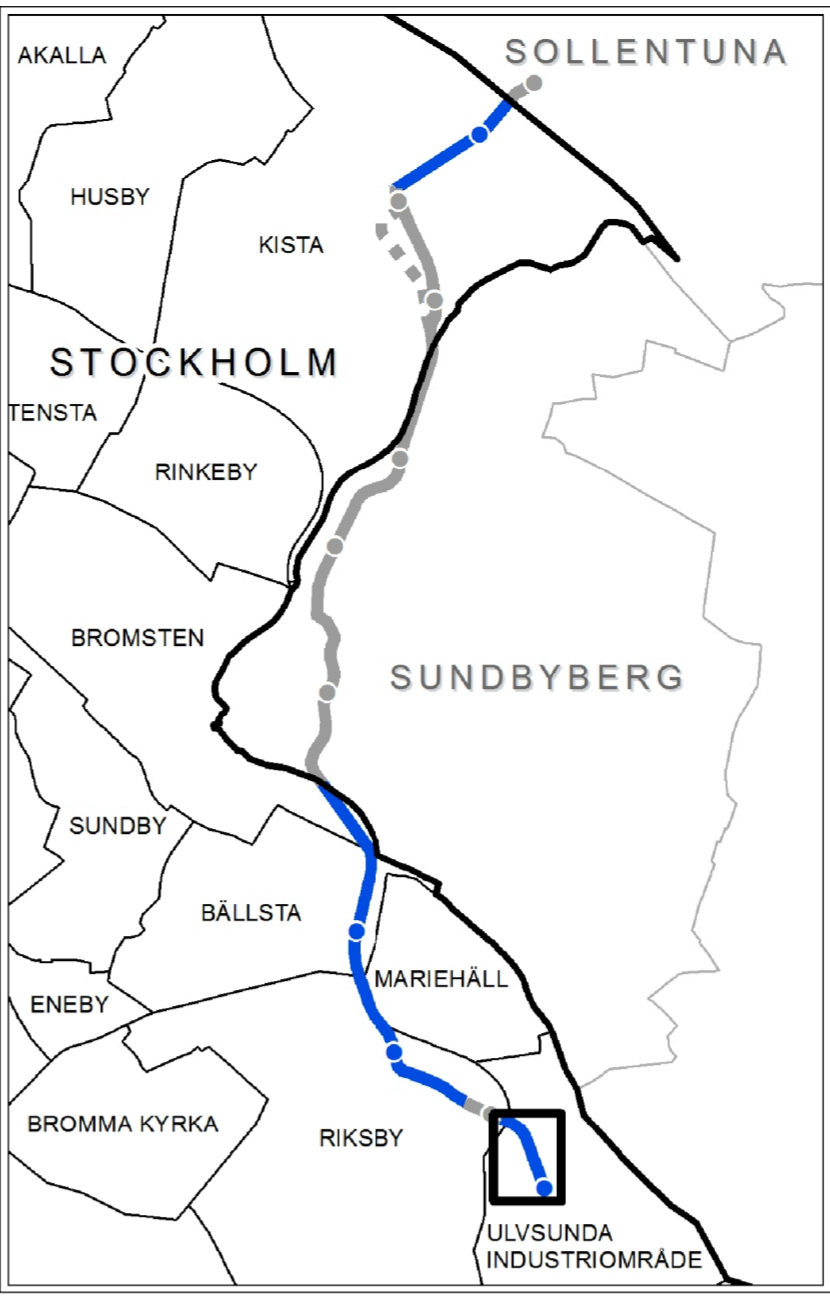 SOLLENTUNA
AKALLA
HUSBY
KISTA
STOCKHOLM
TENSTA
RINKEBY
BROMSTEN
SUNDBYBERG
SUNDBY
BÄLLSTA
MARIEHÄLL
ENEBY
BROMMA KYRKA
RIKSBY
ULVSUNDA
INDUSTRIOMRÅDE